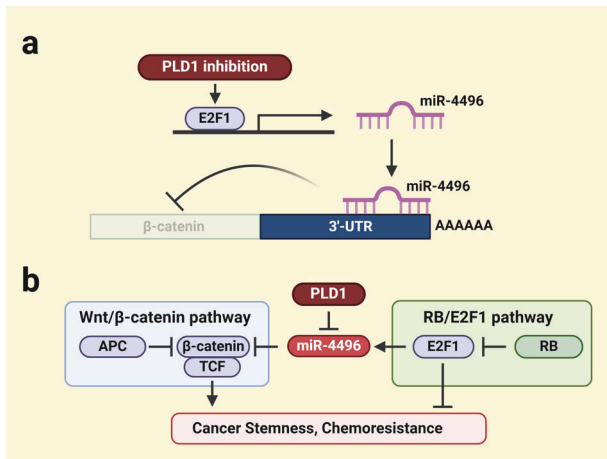 a
PLD1 inhibition
E2F1
miR-4496
miR-4496
β-catenin
3'-UTR
AAAAAA
b
PLD1
Wnt/β-catenin pathway
RB/E2F1 pathway
APC
β-catenin
miR-4496
E2F1
RB
TCF
Cancer Stemness, Chemoresistance